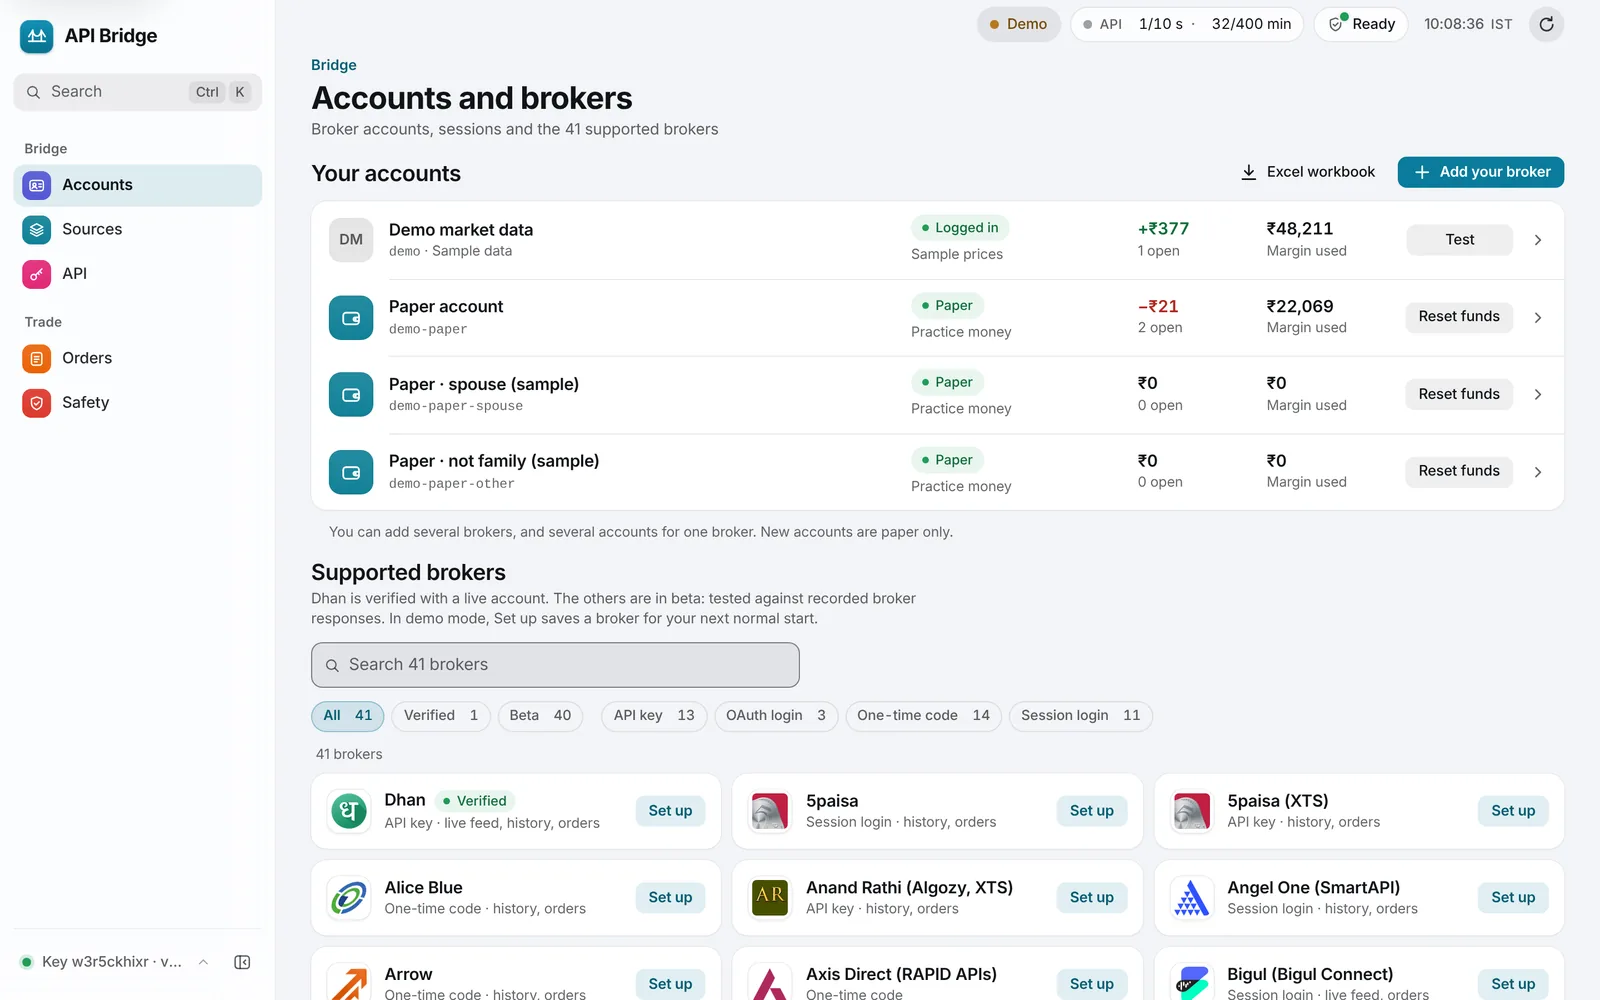 API Bridge
Search Ctrl K
Bridge
Accounts
Sources
API
Trade
Orders
Safety
Key w3r5ckhixr · v...
Demo
API 1/10 s · 32/400 min
Ready
10:08:36 IST
Bridge
Accounts and brokers
Broker accounts, sessions and the 41 supported brokers
Your accounts
Excel workbook
Add your broker
DM
Demo market data
demo · Sample data
Logged in
Sample prices
+₹377
1 open
₹48,211
Margin used
Test
Paper account
demo-paper
Paper
Practice money
−₹21
2 open
₹22,069
Margin used
Reset funds
Paper · spouse (sample)
demo-paper-spouse
Paper
Practice money
₹0
0 open
₹0
Margin used
Reset funds
Paper · not family (sample)
demo-paper-other
Paper
Practice money
₹0
0 open
₹0
Margin used
Reset funds
You can add several brokers, and several accounts for one broker. New accounts are paper only.
Supported brokers
Dhan is verified with a live account. The others are in beta: tested against recorded broker
responses. In demo mode, Set up saves a broker for your next normal start.
Search 41 brokers
All 41
Verified 1
Beta 40
API key 13
OAuth login 3
One-time code 14
Session login 11
41 brokers
ध
Dhan Verified
API key · live feed, history, orders
Set up
5paisa
Session login · history, orders
Set up
5paisa (XTS)
API key · history, orders
Set up
Alice Blue
One-time code · history, orders
Set up
AR
Anand Rathi (Algozy, XTS)
API key · history, orders
Set up
Angel One (SmartAPI)
Session login · history, orders
Set up
Arrow
One-time code · history, orders
Set up
Axis Direct (RAPID APIs)
One-time code
Set up
Bigul (Bigul Connect)
Session login · live feed, orders
Set up